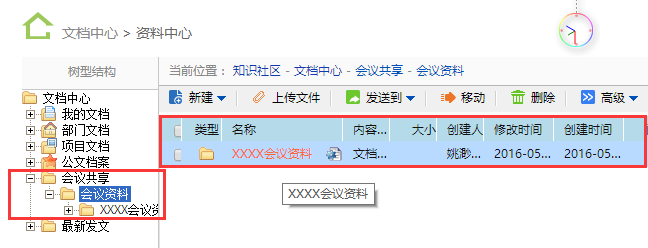 文档中心 > 资料中心
树型结构
当前位置： 知识社区 - 文档中心 - 会议共享 - 会议资料
文档中心
我的文档
部门文档
项目文档
公文档案
会议共享
会议资料
XXXX会议资
最新发文
新建 上传文件 发送到 移动 删除 高级
类型 名称 内容... 大小 创建人 修改时间 创建时间
XXXX会议资料 文档... 姚渺... 2016-05... 2016-05...
XXXX会议资料